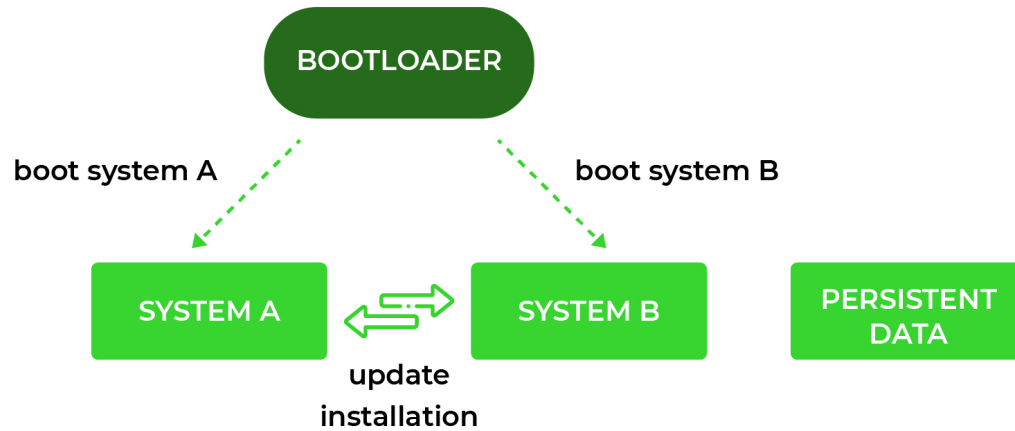 BOOTLOADER
boot system A
boot system B
SYSTEM A
SYSTEM B
PERSISTENT
DATA
update
installation